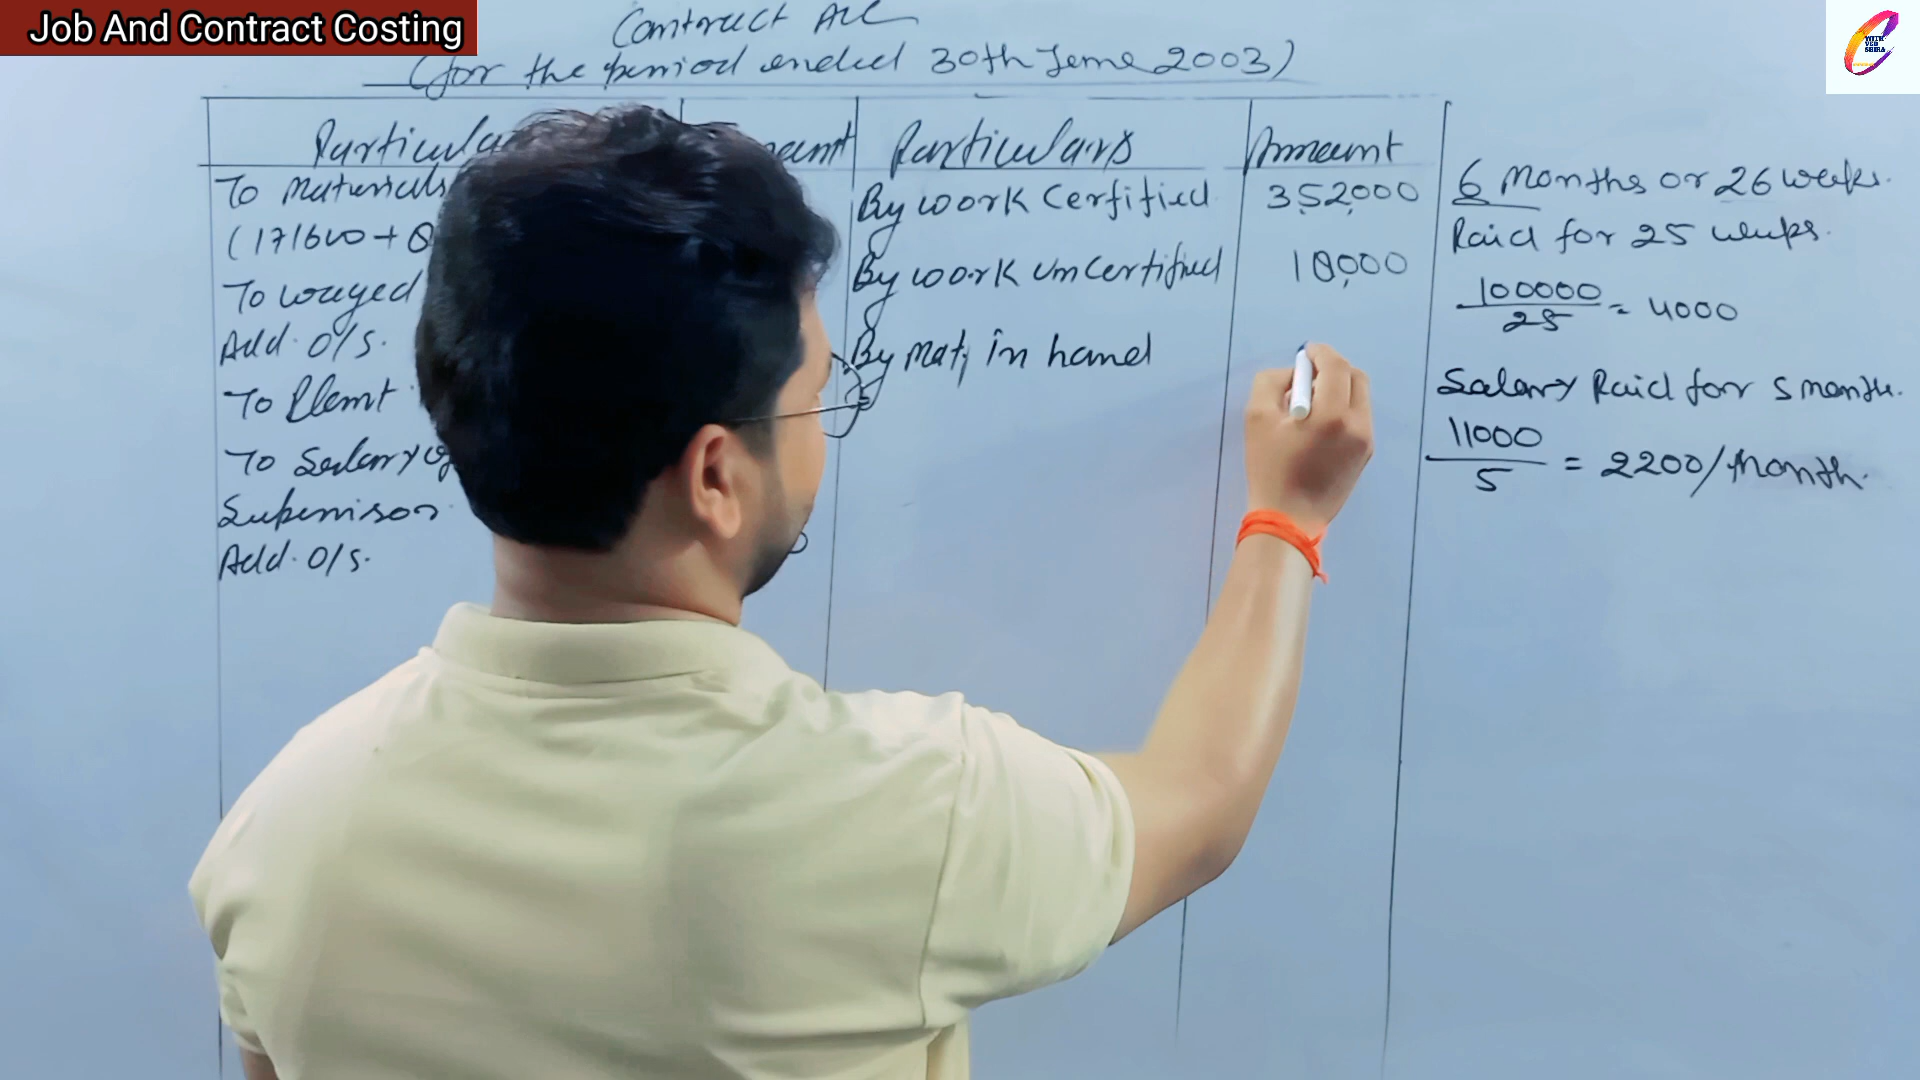 Job And Contract Costing
Contract A/C
(for the period ended 30th June 2003)
Particulars Amount
To Materials By work Certified 352000 6 Months or 26 weeks.
(171600+ Paid for 25 weeks.
To waged By work Uncertified 10,000
Add. O/s. 100000/25 = 4000
To Plant By Mat, in hand
To Salary of Salary Paid for 5 month.
Supervisor 11000/5 = 2200/Month.
Add. O/s.